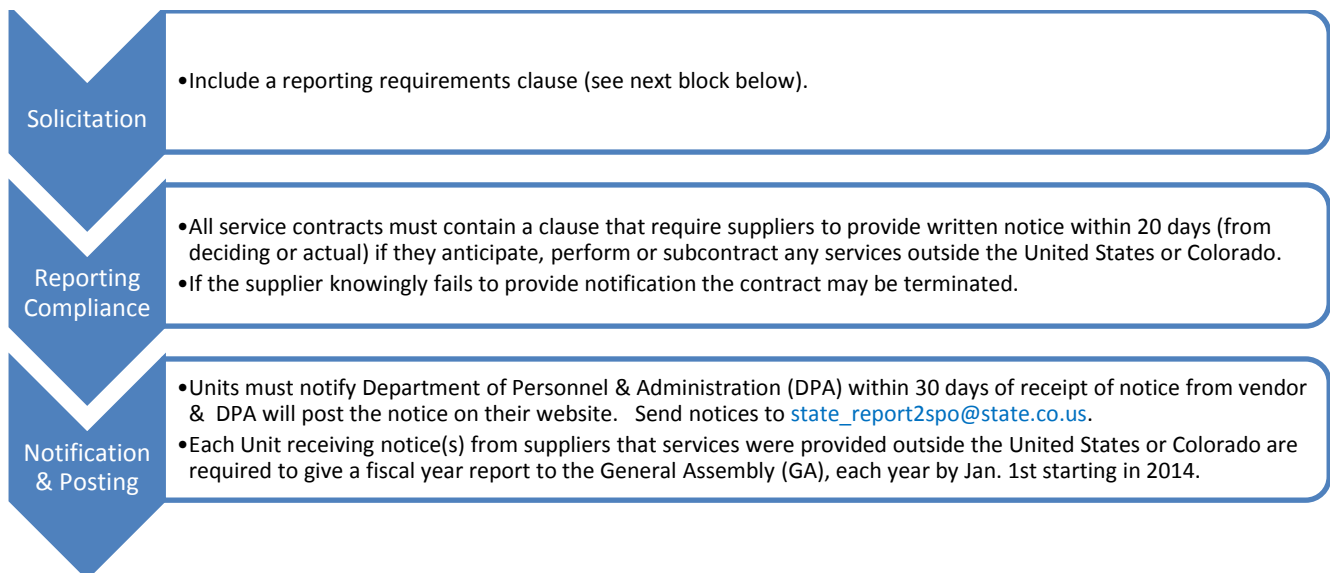 Solicitation
•Include a reporting requirements clause (see next block below).
Reporting
Compliance
•All service contracts must contain a clause that require suppliers to provide written notice within 20 days (from
deciding or actual) if they anticipate, perform or subcontract any services outside the United States or Colorado.
•If the supplier knowingly fails to provide notification the contract may be terminated.
Notification
& Posting
•Units must notify Department of Personnel & Administration (DPA) within 30 days of receipt of notice from vendor
& DPA will post the notice on their website. Send notices to state_report2spo@state.co.us.
•Each Unit receiving notice(s) from suppliers that services were provided outside the United States or Colorado are
required to give a fiscal year report to the General Assembly (GA), each year by Jan. 1st starting in 2014.